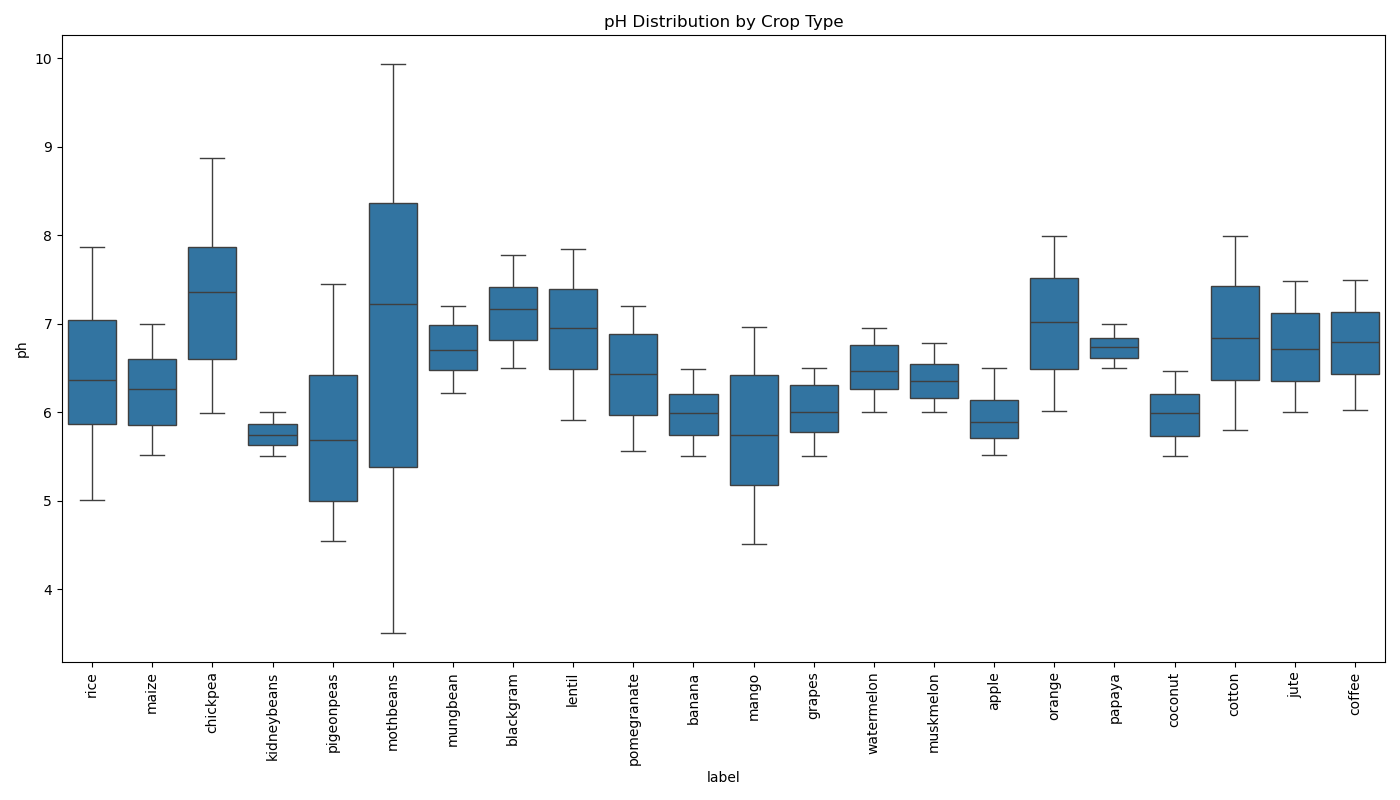 pH Distribution by Crop Type
10
9
8
7
6
5
4
ph
rice
maize
chickpea
kidneybeans
pigeonpeas
mothbeans
mungbean
blackgram
lentil
pomegranate
banana
mango
grapes
watermelon
muskmelon
apple
orange
papaya
coconut
cotton
jute
coffee
label